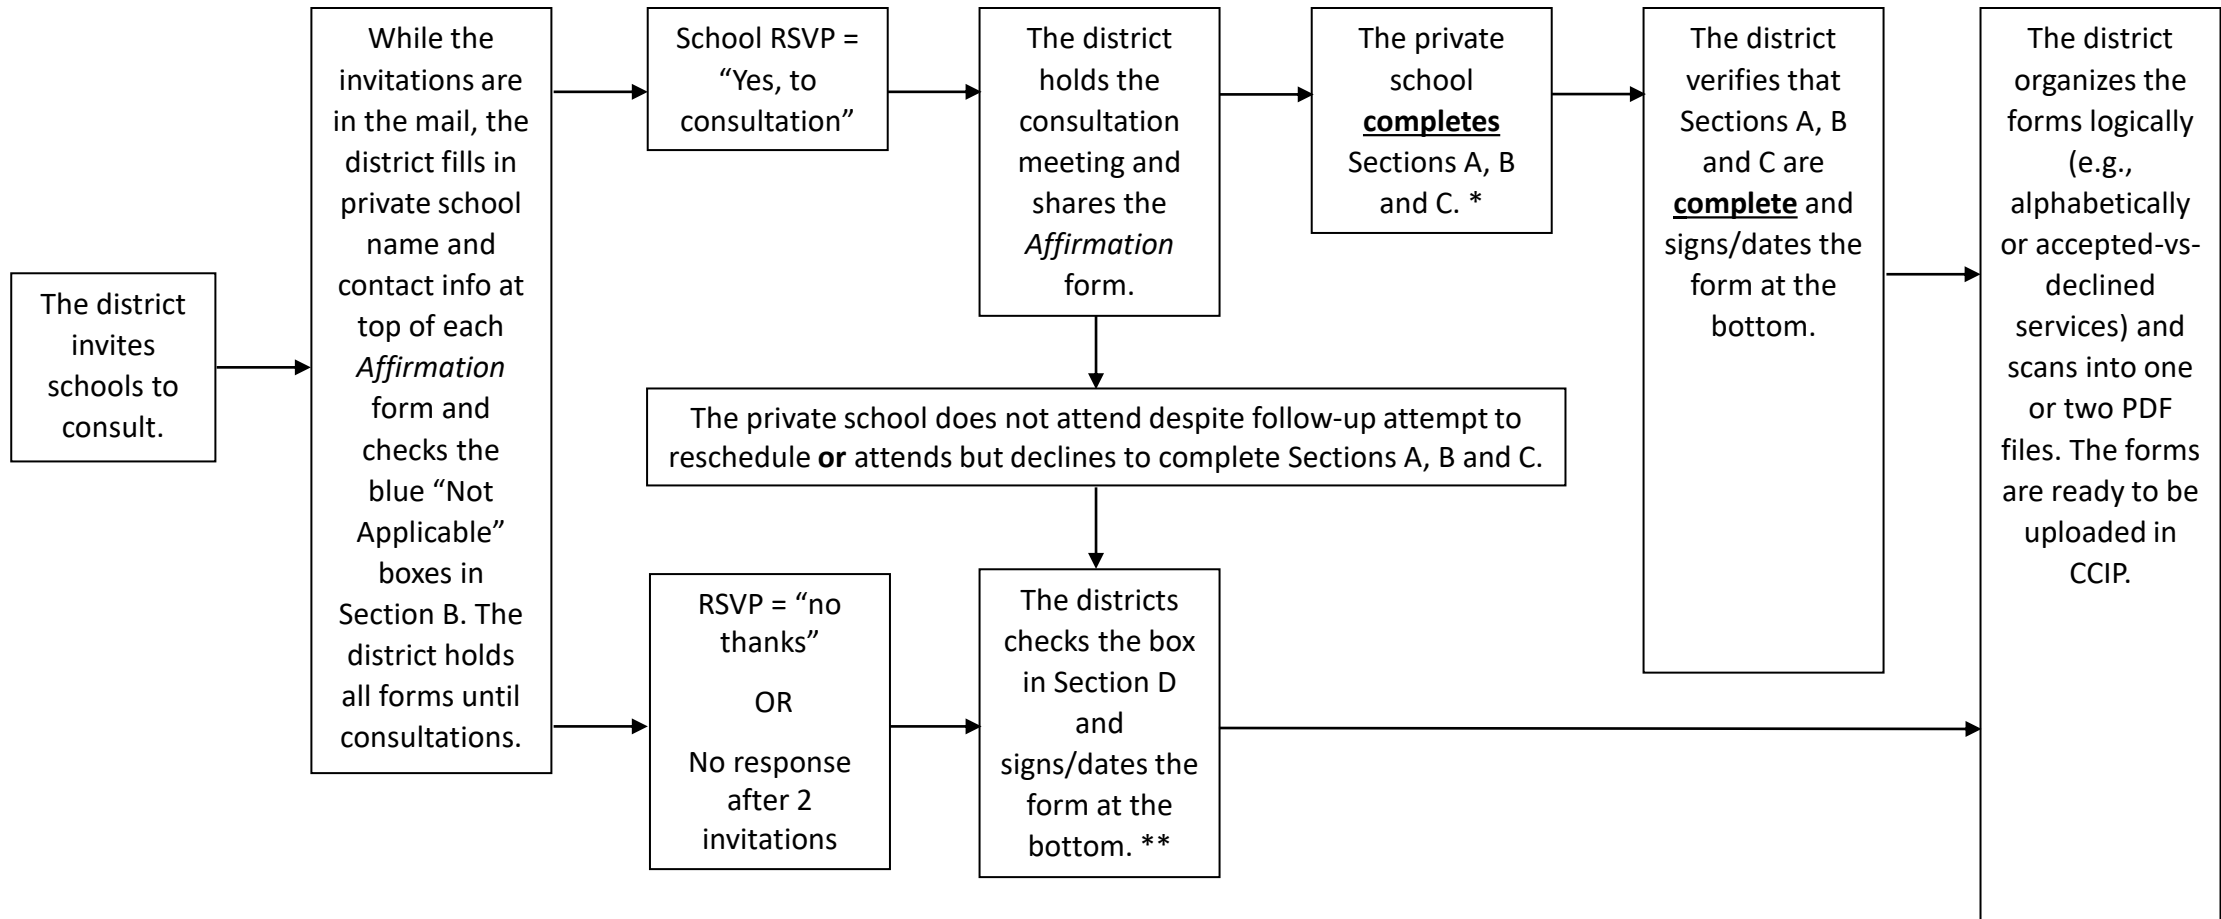 The district
invites
schools to
consult.
While the
invitations are
in the mail, the
district fills in
private school
name and
contact info at
top of each
Affirmation
form and
checks the
blue “Not
Applicable”
boxes in
Section B. The
district holds
all forms until
consultations.
School RSVP =
“Yes, to
consultation”
The district
holds the
consultation
meeting and
shares the
Affirmation
form.
The private
school
completes
Sections A, B
and C. *
The district
verifies that
Sections A, B
and C are
complete and
signs/dates the
form at the
bottom.
The private school does not attend despite follow-up attempt to
reschedule or attends but declines to complete Sections A, B and C.
RSVP = “no
thanks”
OR
No response
after 2
invitations
The districts
checks the box
in Section D
and
signs/dates the
form at the
bottom. **
The district
organizes the
forms logically
(e.g.,
alphabetically
or accepted-vs-
declined
services) and
scans into one
or two PDF
files. The forms
are ready to be
uploaded in
CCIP.